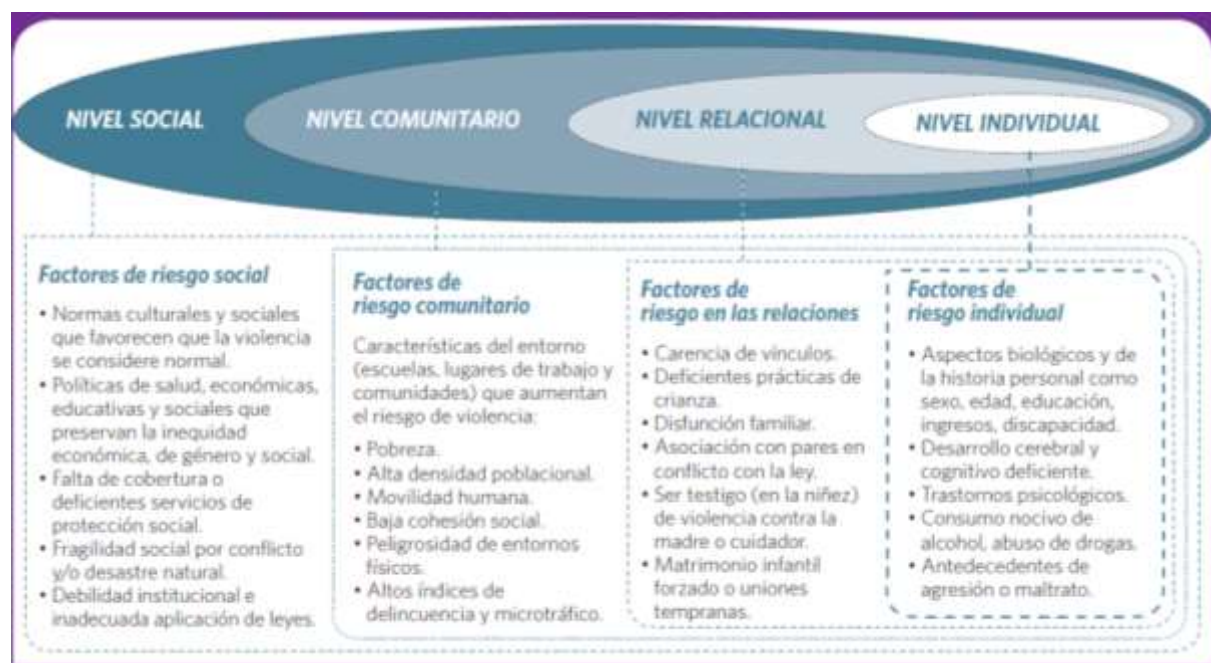 NIVEL SOCIAL
NIVEL COMUNITARIO
NIVEL RELACIONAL
NIVEL INDIVIDUAL
Factores de riesgo social
• Normas culturales y sociales
que favorecen que la violencia
se considere normal.
• Políticas de salud, económicas,
educativas y sociales que
preservan la inequidad
económica, de género y social.
• Falta de cobertura o
deficientes servicios de
protección social.
• Fragilidad social por conflicto
y/o desastre natural.
• Debilidad institucional e
inadecuada aplicación de leyes.
Factores de
riesgo comunitario
Características del entorno
(escuelas, lugares de trabajo y
comunidades) que aumentan
el riesgo de violencia:
• Pobreza.
• Alta densidad poblacional.
• Movilidad humana.
• Baja cohesión social.
• Peligrosidad de entornos
físicos.
• Altos índices de
delincuencia y microtráfico.
Factores de
riesgo en las relaciones
• Carencia de vínculos.
• Deficientes prácticas de
crianza.
• Disfunción familiar.
• Asociación con pares en
conflicto con la ley.
• Ser testigo (en la niñez)
de violencia contra la
madre o cuidador.
• Matrimonio infantil
forzado o uniones
tempranas.
Factores de
riesgo individual
• Aspectos biológicos y de
la historia personal como
sexo, edad, educación,
ingresos, discapacidad.
• Desarrollo cerebral y
cognitivo deficiente.
• Trastornos psicológicos.
• Consumo nocivo de
alcohol, abuso de drogas.
• Antedecentes de
agresión o maltrato.